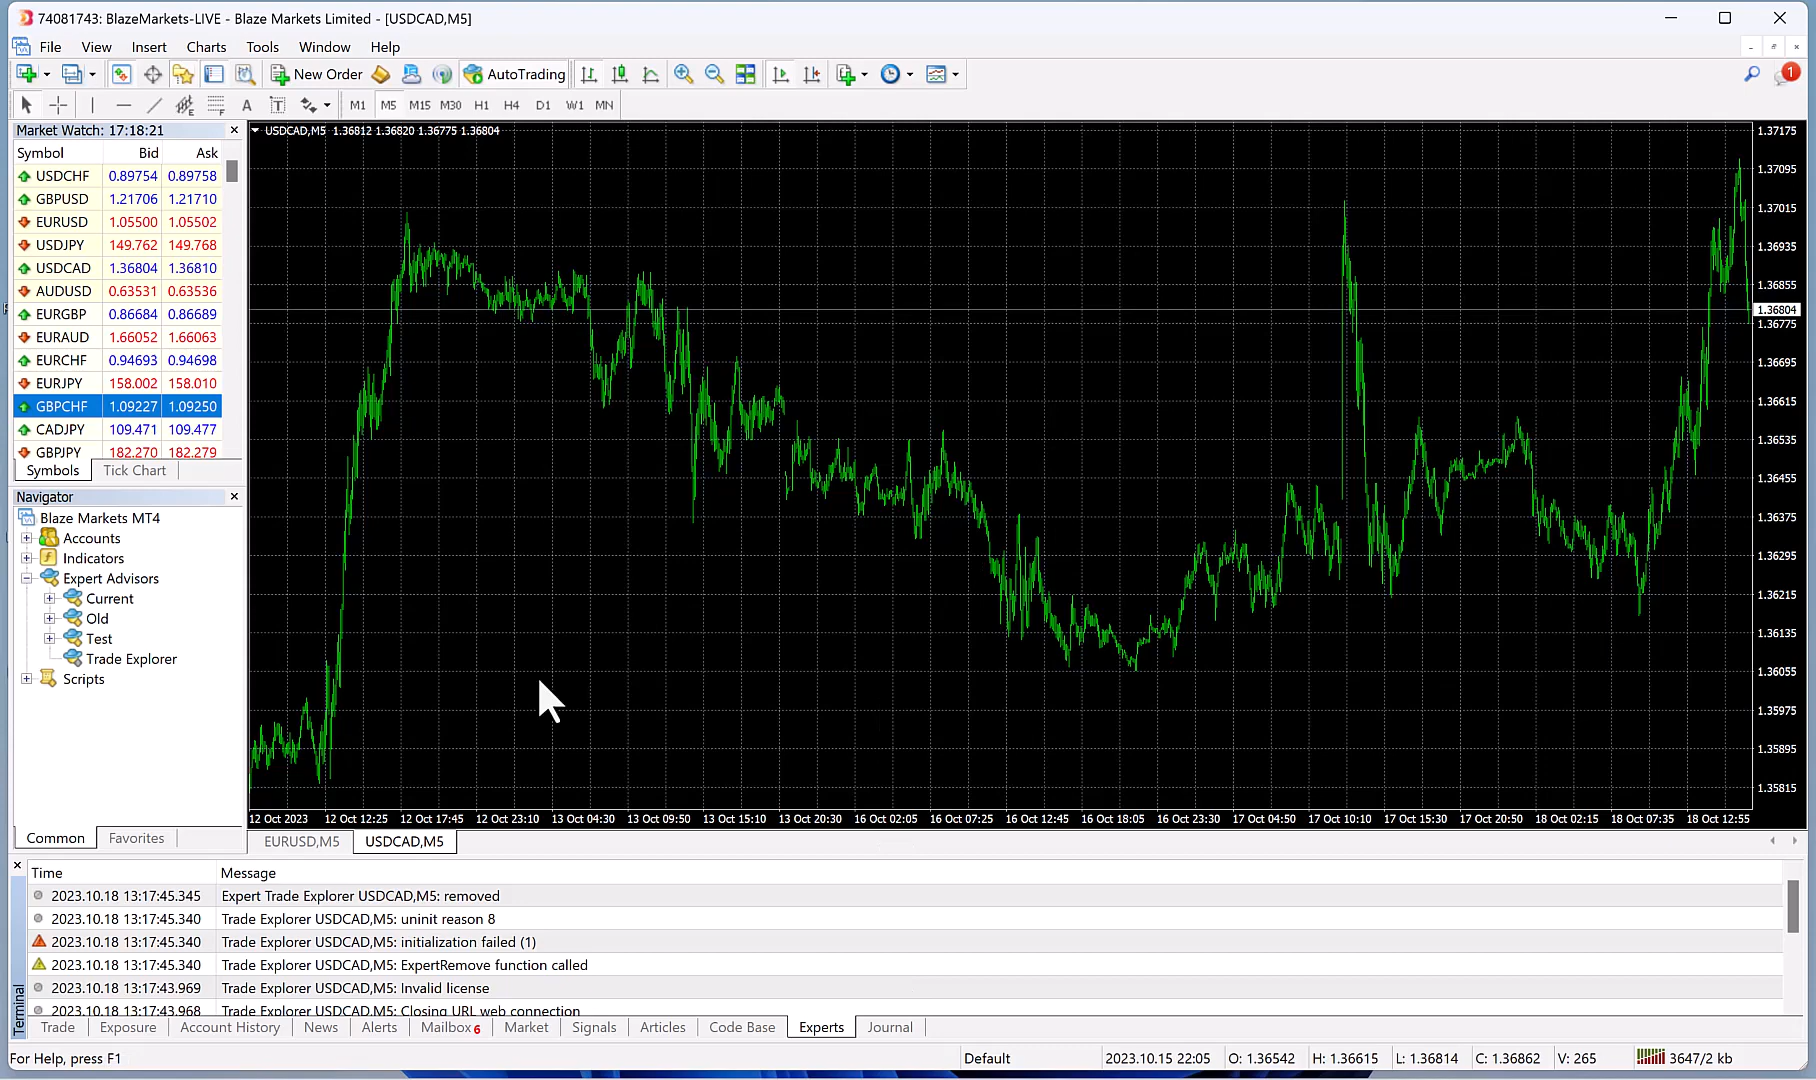 74081743: BlazeMarkets-LIVE - Blaze Markets Limited - [USDCAD,M5]
File View Insert Charts Tools Window Help
New Order AutoTrading 1
A T M1 M5 M15 M30 H1 H4 D1 W1 MN
Market Watch: 17:18:21
Symbol Bid Ask
USDCHF 0.89754 0.89758
GBPUSD 1.21706 1.21710
EURUSD 1.05500 1.05502
USDJPY 149.762 149.768
USDCAD 1.36804 1.36810
AUDUSD 0.63531 0.63536
EURGBP 0.86684 0.86689
EURAUD 1.66052 1.66063
EURCHF 0.94693 0.94698
EURJPY 158.002 158.010
GBPCHF 1.09227 1.09250
CADJPY 109.471 109.477
GBPJPY 182.270 182.279
Symbols Tick Chart
Navigator
Blaze Markets MT4
Accounts
Indicators
Expert Advisors
Current
Old
Test
Trade Explorer
Scripts
Common Favorites
USDCAD,M5 1.36812 1.36820 1.36775 1.36804
1.37175
1.37095
1.37015
1.36935
1.36855
1.36804
1.36775
1.36695
1.36615
1.36535
1.36455
1.36375
1.36295
1.36215
1.36135
1.36055
1.35975
1.35895
1.35815
12 Oct 2023 12 Oct 12:25 12 Oct 17:45 12 Oct 23:10 13 Oct 04:30 13 Oct 09:50 13 Oct 15:10 13 Oct 20:30 16 Oct 02:05 16 Oct 07:25 16 Oct 12:45 16 Oct 18:05 16 Oct 23:30 17 Oct 04:50 17 Oct 10:10 17 Oct 15:30 17 Oct 20:50 18 Oct 02:15 18 Oct 07:35 18 Oct 12:55
EURUSD,M5 USDCAD,M5
Time Message
2023.10.18 13:17:45.345 Expert Trade Explorer USDCAD,M5: removed
2023.10.18 13:17:45.340 Trade Explorer USDCAD,M5: uninit reason 8
2023.10.18 13:17:45.340 Trade Explorer USDCAD,M5: initialization failed (1)
2023.10.18 13:17:45.340 Trade Explorer USDCAD,M5: ExpertRemove function called
2023.10.18 13:17:43.969 Trade Explorer USDCAD,M5: Invalid license
2023.10.18 13:17:43.968 Trade Explorer USDCAD,M5: Closing URL web connection
Terminal
Trade Exposure Account History News Alerts Mailbox 6 Market Signals Articles Code Base Experts Journal
For Help, press F1 Default 2023.10.15 22:05 O: 1.36542 H: 1.36615 L: 1.36814 C: 1.36862 V: 265 3647/2 kb